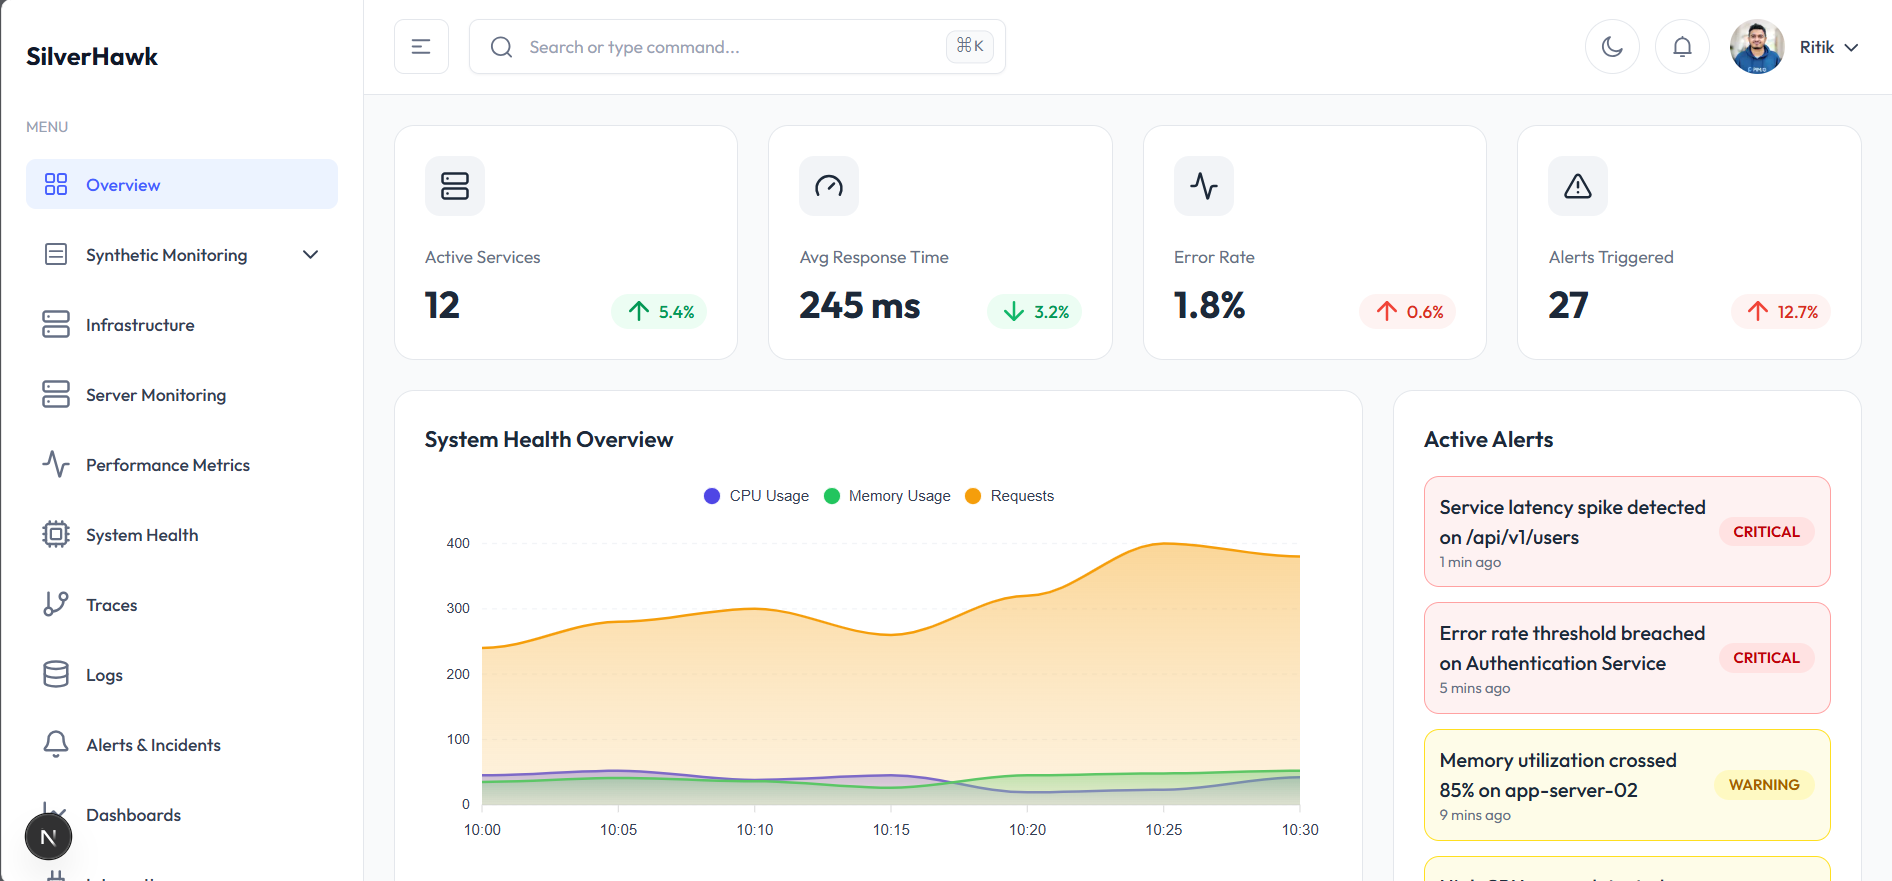 SilverHawk
MENU
Overview
Synthetic Monitoring
Infrastructure
Server Monitoring
Performance Metrics
System Health
Traces
Logs
Alerts & Incidents
Dashboards
N
Search or type command...
⌘K
Ritik
Active Services
12
5.4%
Avg Response Time
245 ms
3.2%
Error Rate
1.8%
0.6%
Alerts Triggered
27
12.7%
System Health Overview
CPU Usage
Memory Usage
Requests
400
300
200
100
0
10:00
10:05
10:10
10:15
10:20
10:25
10:30
Active Alerts
Service latency spike detected
on /api/v1/users
1 min ago
CRITICAL
Error rate threshold breached
on Authentication Service
5 mins ago
CRITICAL
Memory utilization crossed
85% on app-server-02
9 mins ago
WARNING